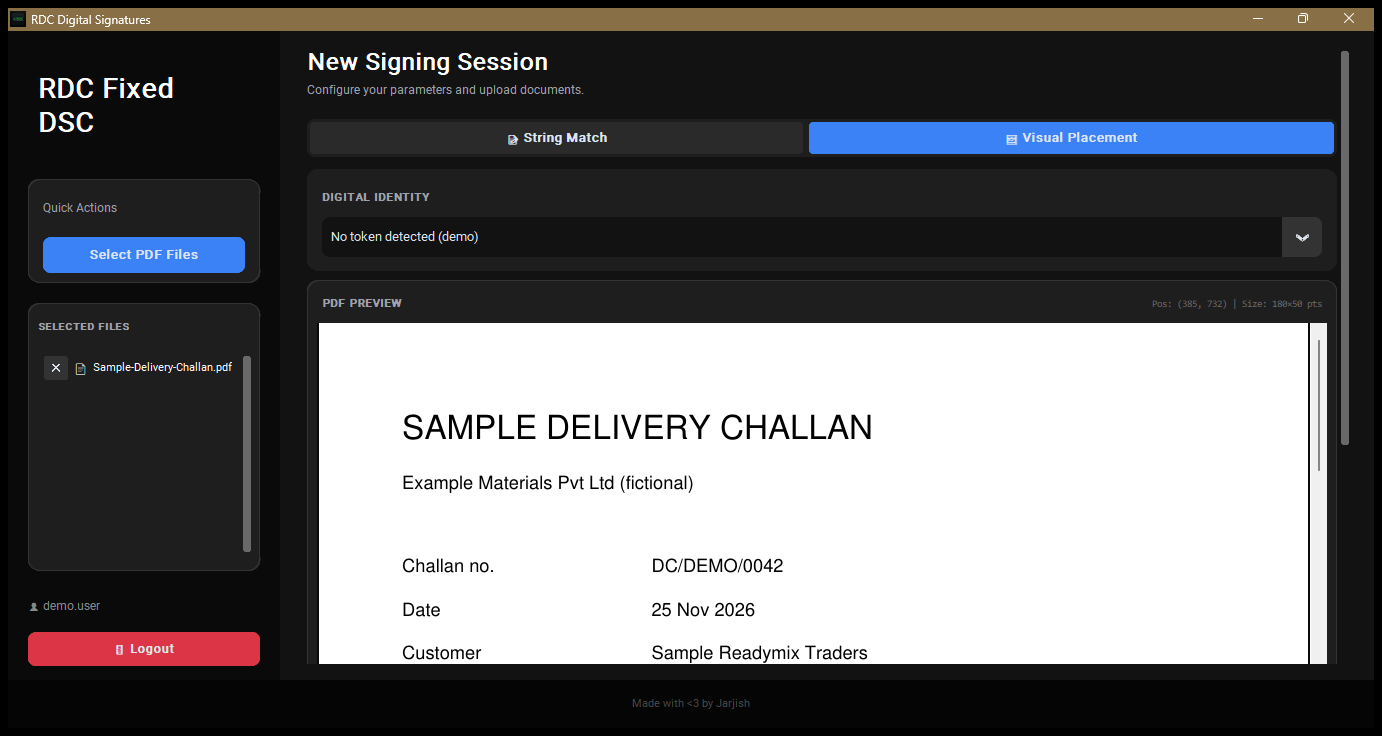 RDC Digital Signatures
RDC Fixed
DSC
Quick Actions
Select PDF Files
SELECTED FILES
Sample-Delivery-Challan.pdf
demo.user
Logout
New Signing Session
Configure your parameters and upload documents.
String Match
Visual Placement
DIGITAL IDENTITY
No token detected (demo)
PDF PREVIEW
Pos: (385, 732) | Size: 180×50 pts
SAMPLE DELIVERY CHALLAN
Example Materials Pvt Ltd (fictional)
Challan no. DC/DEMO/0042
Date 25 Nov 2026
Customer Sample Readymix Traders
Made with <3 by Jarjish